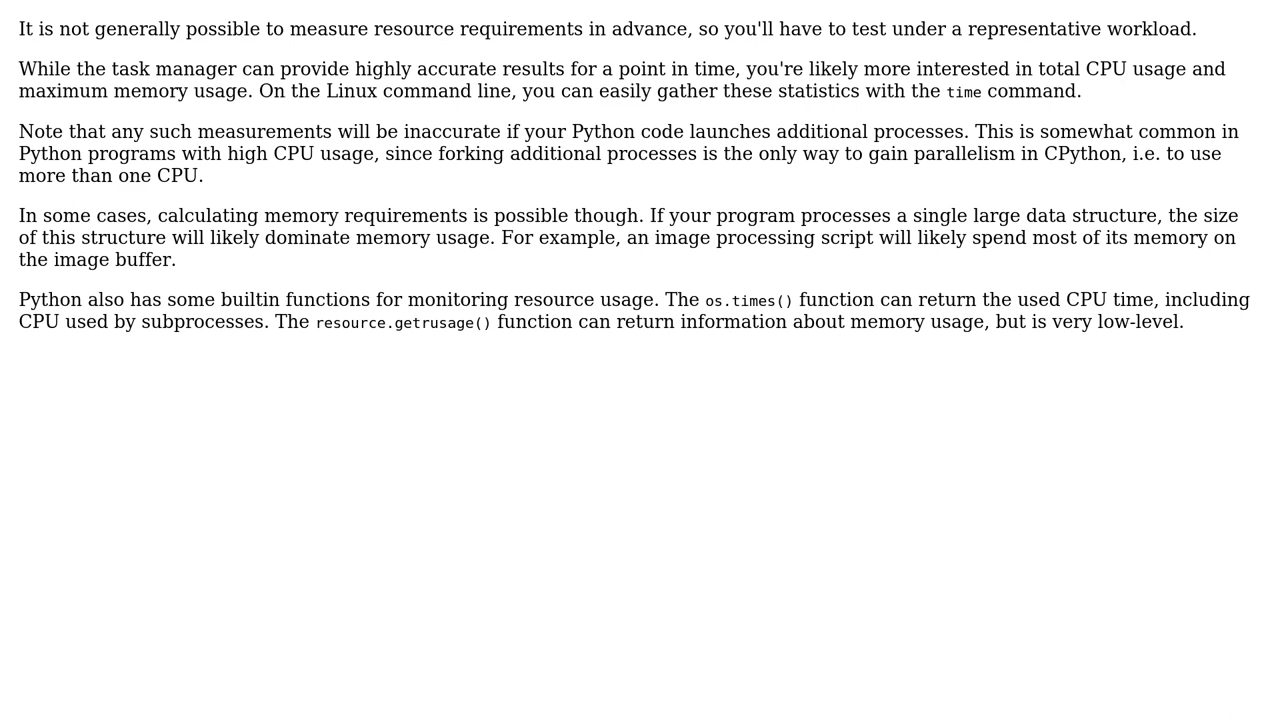 It is not generally possible to measure resource requirements in advance, so you'll have to test under a representative workload.
While the task manager can provide highly accurate results for a point in time, you're likely more interested in total CPU usage and
maximum memory usage. On the Linux command line, you can easily gather these statistics with the time command.
Note that any such measurements will be inaccurate if your Python code launches additional processes. This is somewhat common in
Python programs with high CPU usage, since forking additional processes is the only way to gain parallelism in CPython, i.e. to use
more than one CPU.
In some cases, calculating memory requirements is possible though. If your program processes a single large data structure, the size
of this structure will likely dominate memory usage. For example, an image processing script will likely spend most of its memory on
the image buffer.
Python also has some builtin functions for monitoring resource usage. The os.times() function can return the used CPU time, including
CPU used by subprocesses. The resource.getrusage() function can return information about memory usage, but is very low-level.